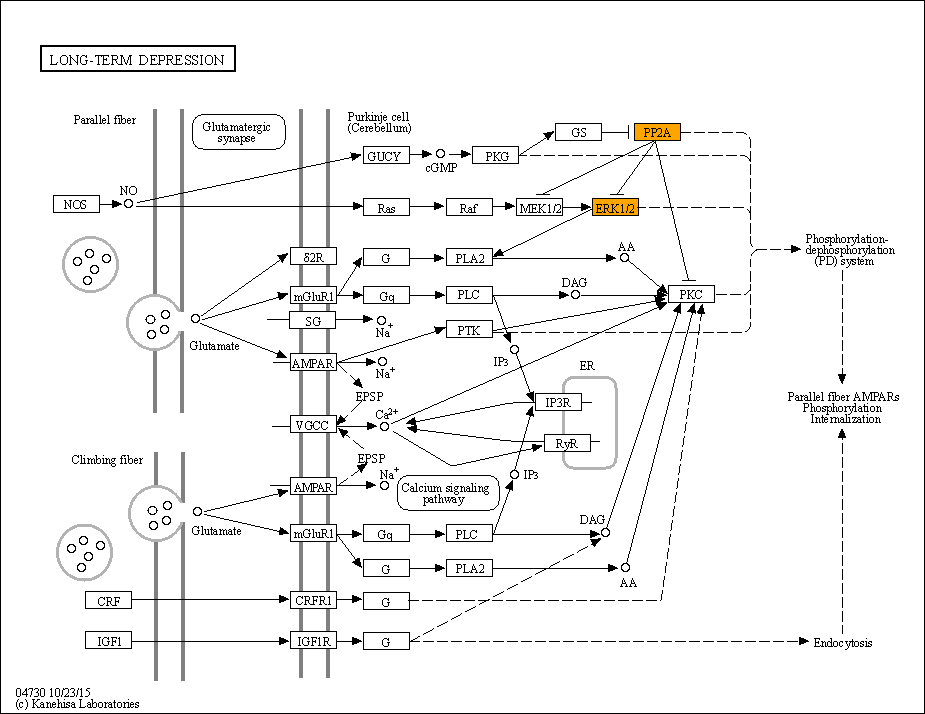 LONG-TERM DEPRESSION
Parallel fiber
Glutamatergic
synapse
Purkinje cell
(Cerebellum)
GS
PP2A
GUCY
cGMP
PKG
NOS
NO
Ras
Raf
MEK1/2
ERK1/2
δ2R
G
PLA2
AA
Phosphorylation-
dephosphorylation
(PD) system
mGluR1
Gq
PLC
DAG
PKC
SG
Na+
PTK
Glutamate
AMPAR
Na+
IP3
ER
EPSP
IP3R
Parallel fiber AMPARs
Phosphorylation
Internalization
Ca2+
VGCC
RyR
Climbing fiber
EPSP
Na+
IP3
AMPAR
Calcium signaling
pathway
Glutamate
mGluR1
Gq
PLC
DAG
G
PLA2
AA
CRF
CRFR1
G
IGF1
IGF1R
G
Endocytosis
04730 10/23/15
(c) Kanehisa Laboratories